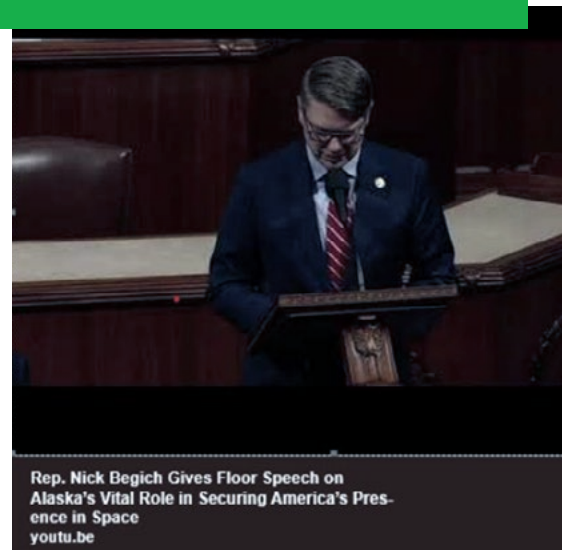 Rep. Nick Begich Gives Floor Speech on
Alaska's Vital Role in Securing America's Pres-
ence in Space
youtu.be